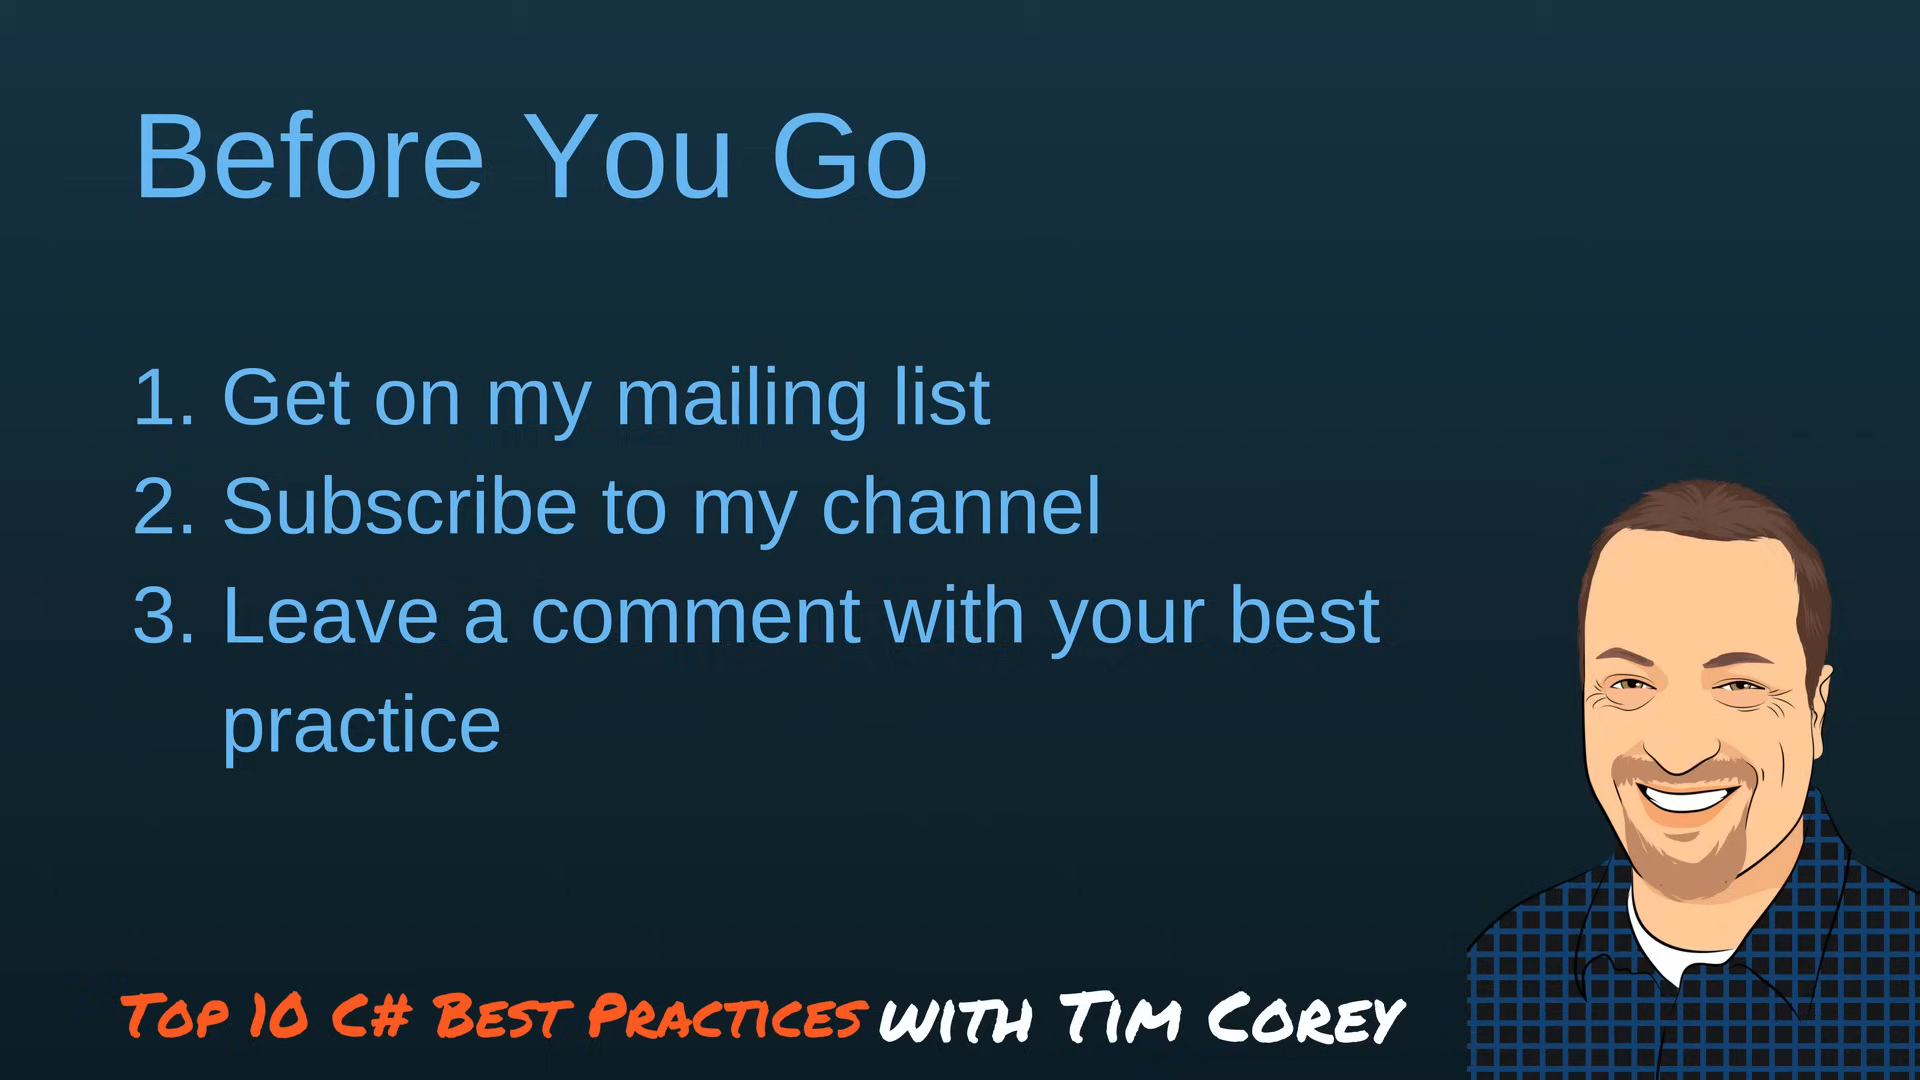 Before You Go
1. Get on my mailing list
2. Subscribe to my channel
3. Leave a comment with your best
practice
Top 10 C# Best Practices with Tim Corey